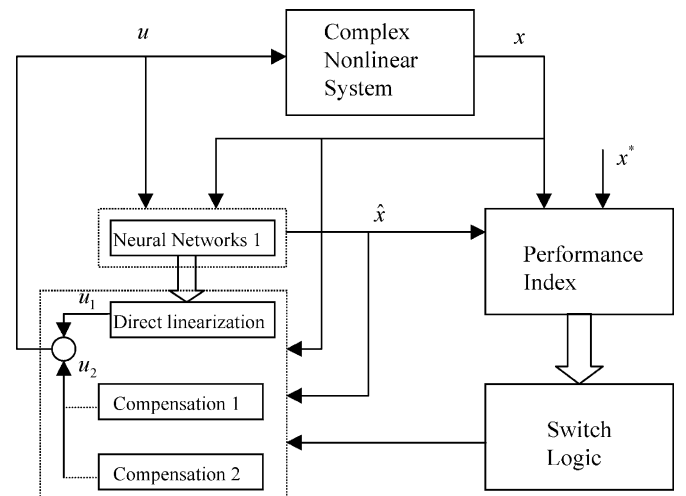 u
Complex
Nonlinear
System
x
x*
x̂
Neural Networks 1
Performance
Index
u₁
Direct linearization
u₂
Compensation 1
Switch
Logic
Compensation 2